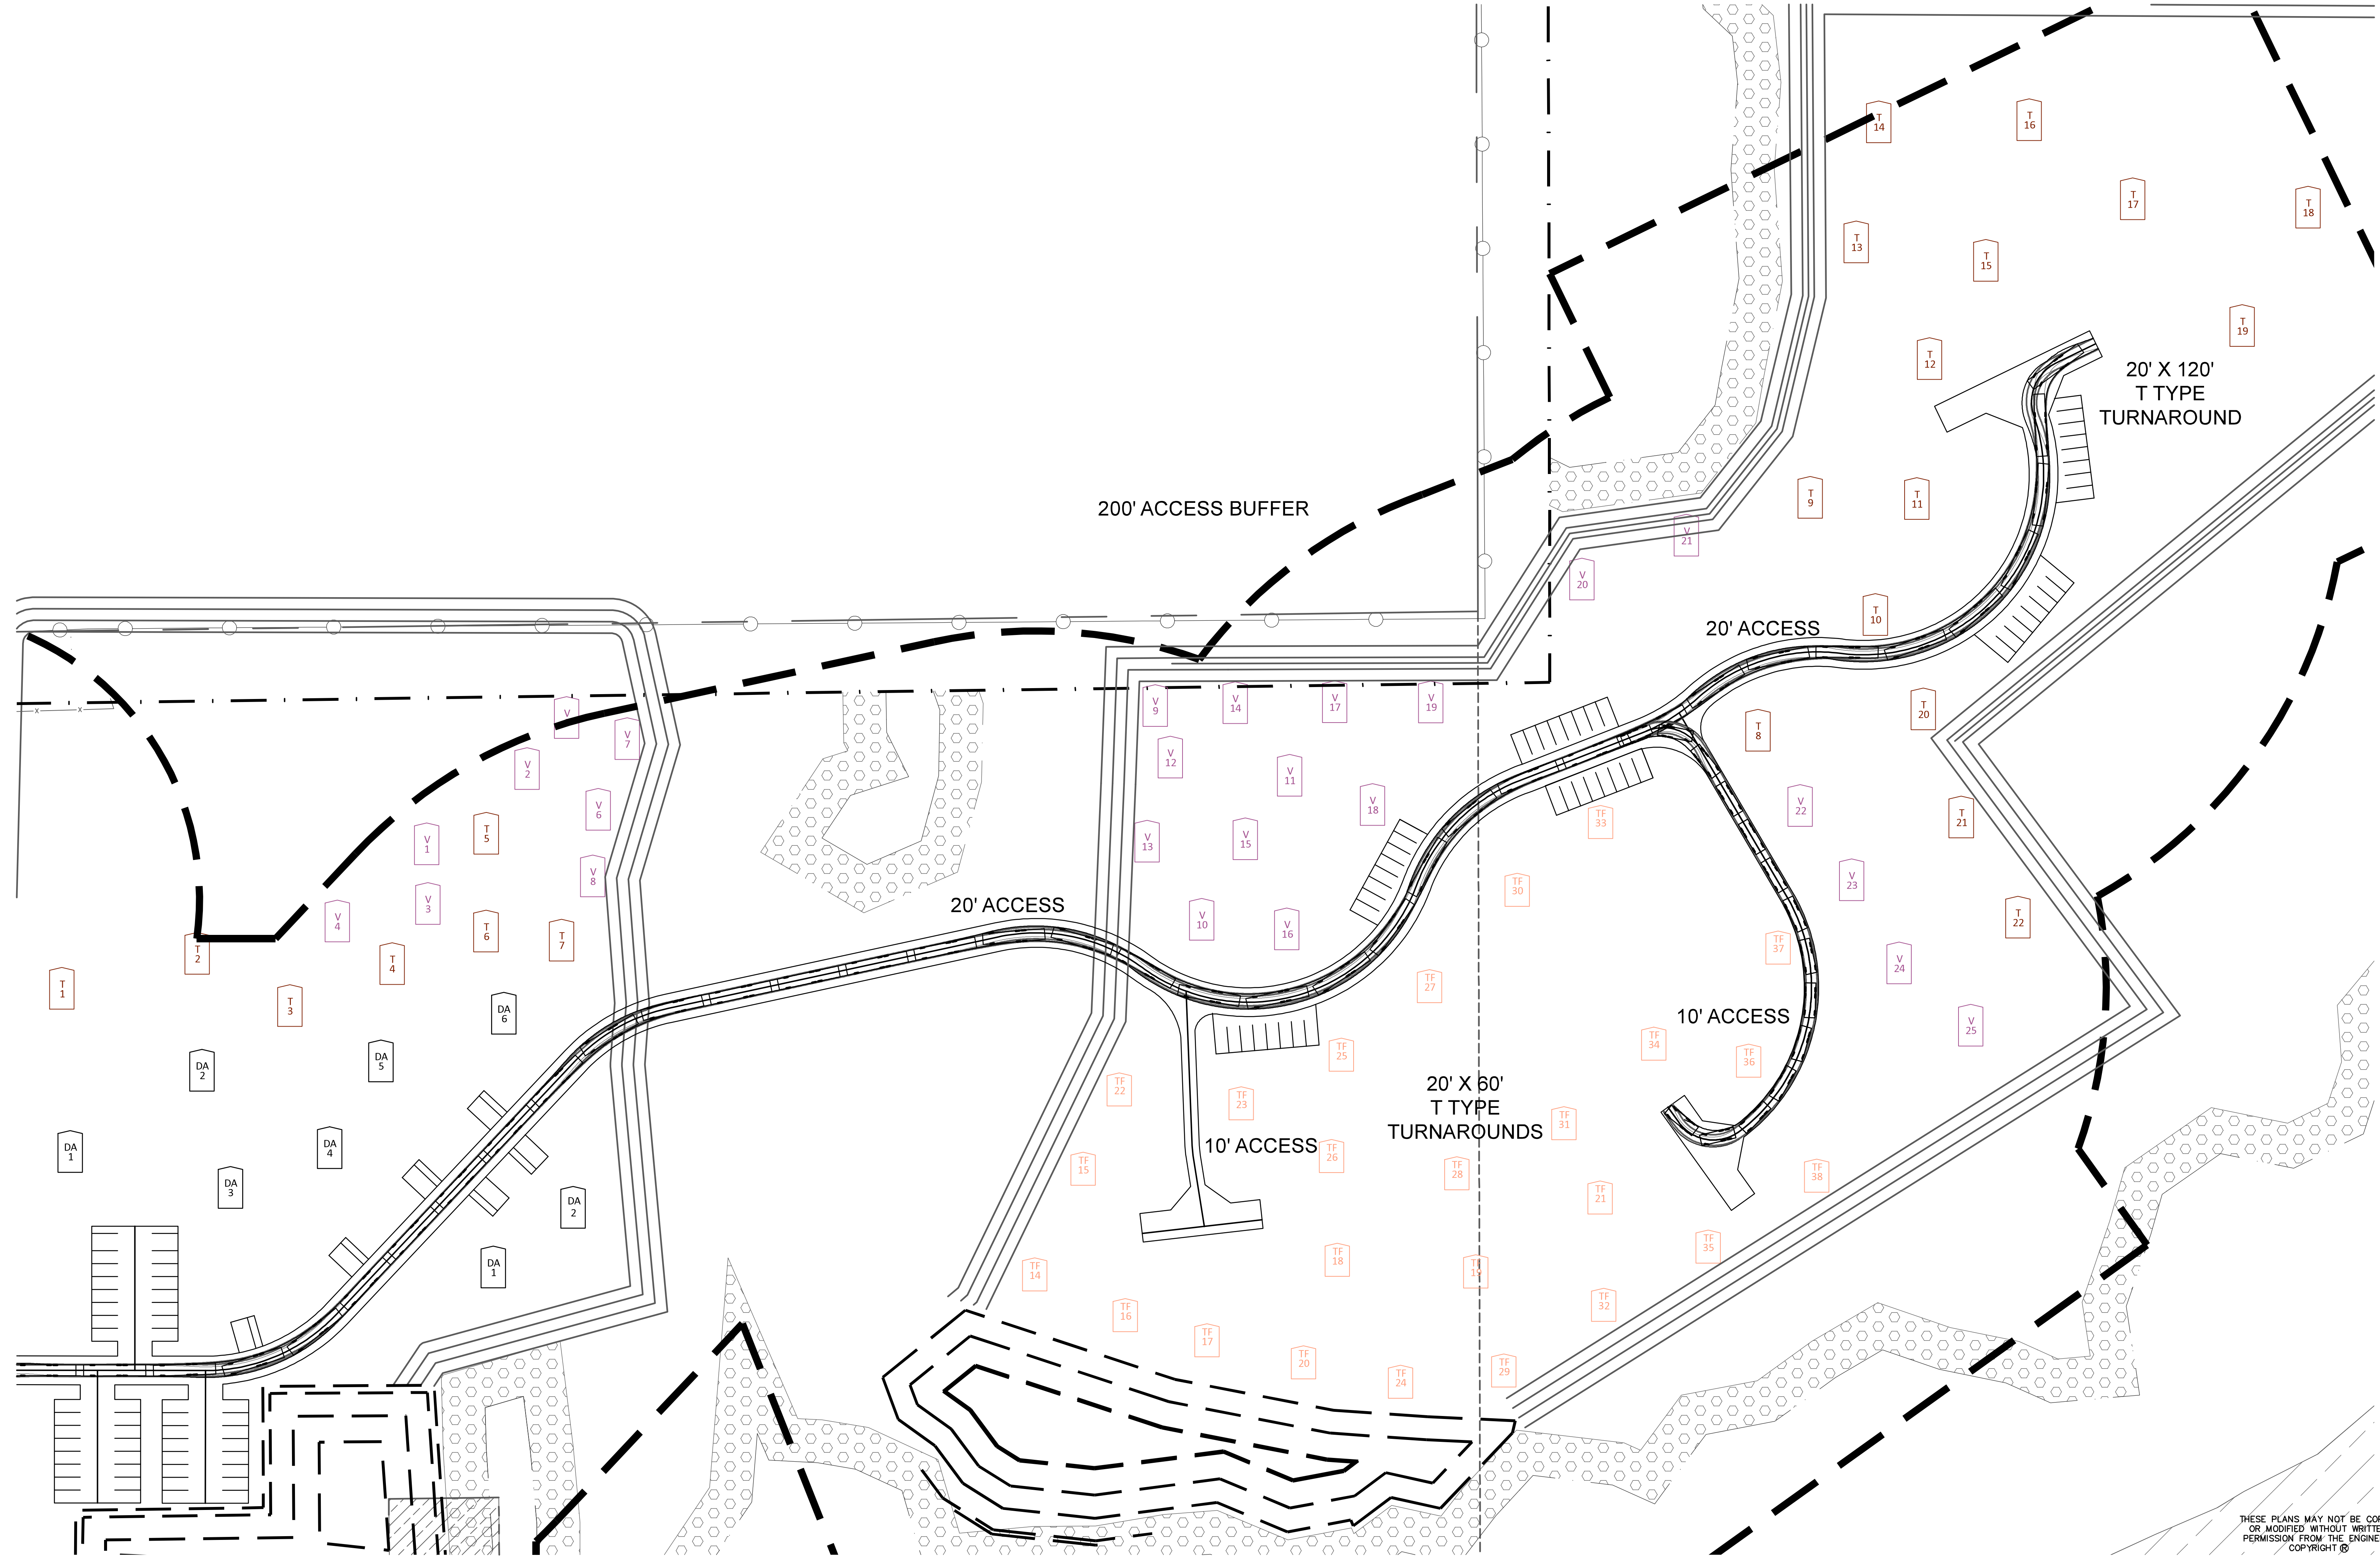 T
14
T
16
T
17
T
18
T
13
T
15
T
19
T
12
20' X 120'
T TYPE
TURNAROUND
T
9
T
11
200' ACCESS BUFFER
V
21
V
20
T
10
20' ACCESS
V
V
7
V
2
V
9
V
14
V
17
V
19
T
8
T
20
V
12
V
11
V
18
V
22
T
21
V
6
T
5
V
1
V
13
V
15
TF
33
V
8
V
3
V
4
20' ACCESS
V
10
V
16
TF
30
V
23
T
22
T
6
T
7
T
2
T
4
T
1
T
3
TF
27
TF
37
V
24
V
25
DA
6
10' ACCESS
DA
2
DA
5
TF
25
TF
34
TF
36
TF
22
TF
23
20' X 60'
T TYPE
TURNAROUNDS
TF
31
DA
1
DA
4
10' ACCESS
TF
26
TF
15
TF
28
TF
38
DA
3
DA
2
TF
21
DA
1
TF
14
TF
18
TF
19
TF
35
TF
16
TF
17
TF
32
TF
20
TF
24
TF
29
X
X
THESE PLANS MAY NOT BE COP
OR MODIFIED WITHOUT WRITTE
PERMISSION FROM THE ENGINE
COPYRIGHT ®